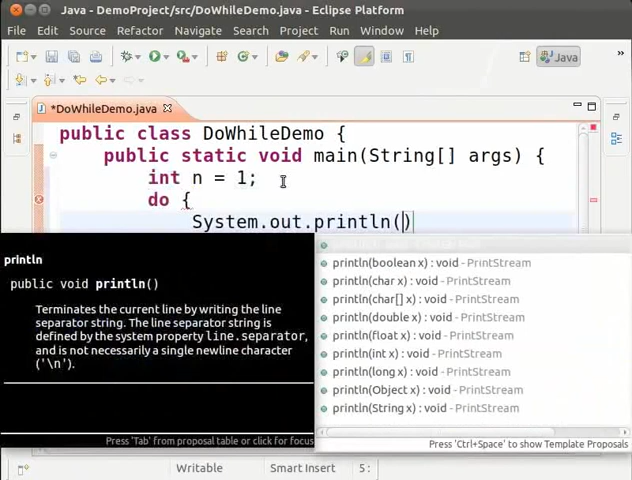 Java - DemoProject/src/DoWhileDemo.java - Eclipse Platform
File Edit Source Refactor Navigate Search Project Run Window Help
Java
*DoWhileDemo.java
public class DoWhileDemo {
public static void main(String[] args) {
int n = 1;
do {
System.out.println()
println
public void println()
Terminates the current line by writing the line
separator string. The line separator string is
defined by the system property line.separator,
and is not necessarily a single newline character
('\n').
Press 'Tab' from proposal table or click for focus
println(boolean x) : void - PrintStream
println(char x) : void - PrintStream
println(char[] x) : void - PrintStream
println(double x) : void - PrintStream
println(float x) : void - PrintStream
println(int x) : void - PrintStream
println(long x) : void - PrintStream
println(Object x) : void - PrintStream
println(String x) : void - PrintStream
Press 'Ctrl+Space' to show Template Proposals
Writable Smart Insert 5 :